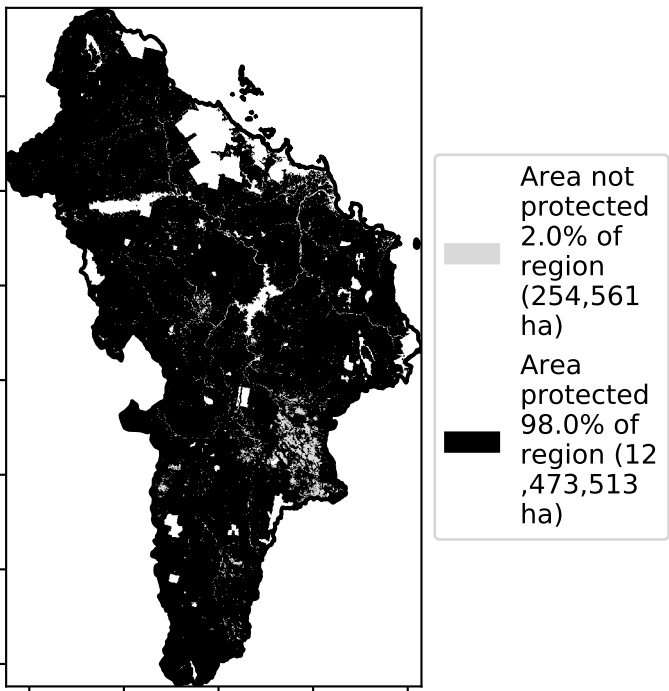 Area not
protected
2.0% of
region
(254,561
ha)
Area
protected
98.0% of
region (12
,473,513
ha)